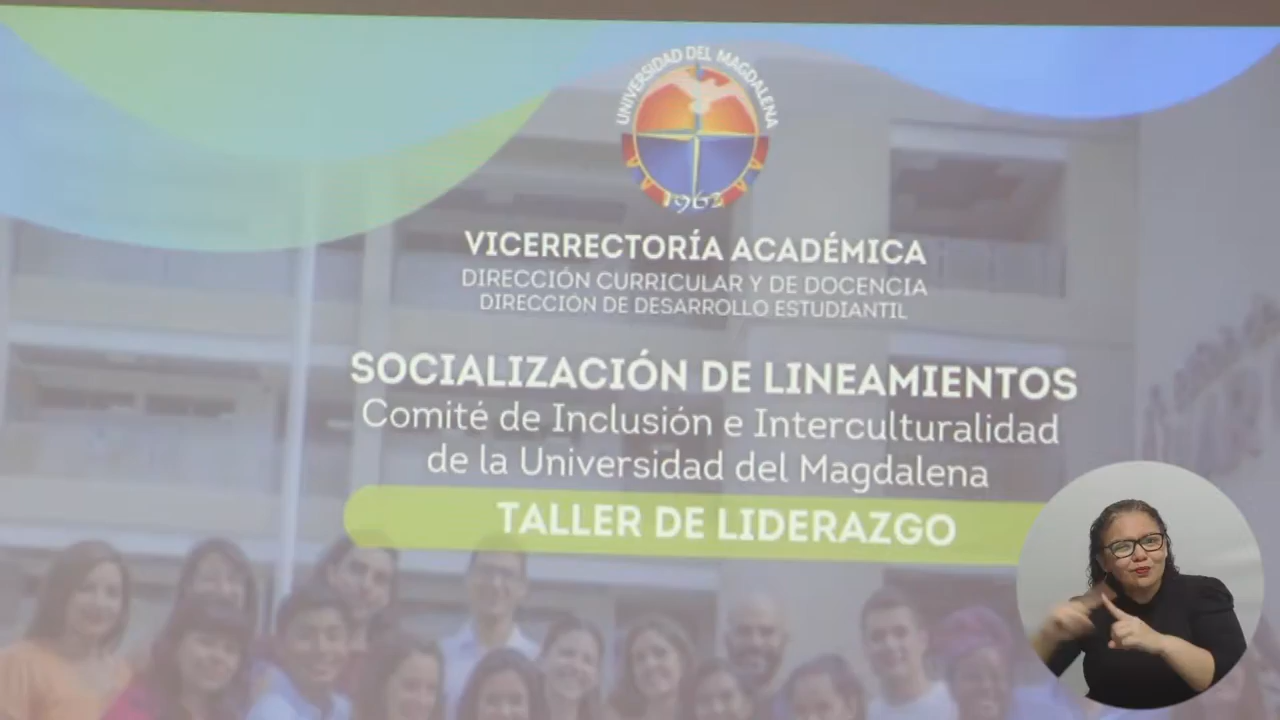 UNIVERSIDAD DEL MAGDALENA
1962
VICERRECTORÍA ACADÉMICA
DIRECCIÓN CURRICULAR Y DE DOCENCIA
DIRECCIÓN DE DESARROLLO ESTUDIANTIL
SOCIALIZACIÓN DE LINEAMIENTOS
Comité de Inclusión e Interculturalidad
de la Universidad del Magdalena
TALLER DE LIDERAZGO